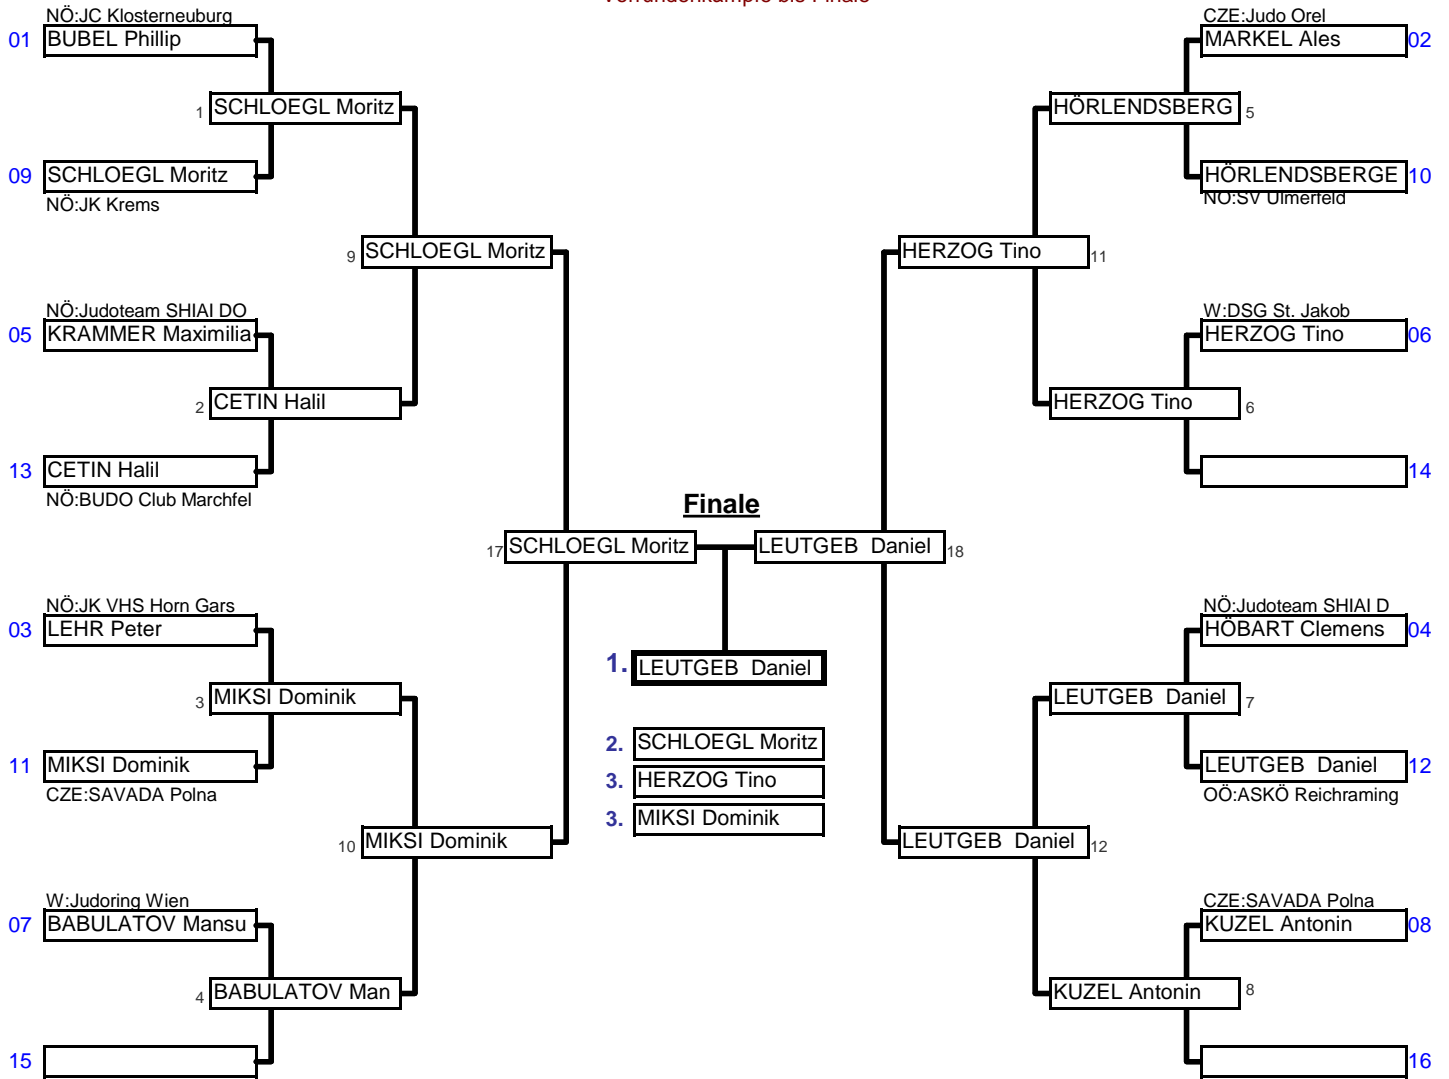 Vorrundenkämpfe bis Finale
NÖ:JC Klosterneuburg
01 BUBEL Phillip
1 SCHLOEGL Moritz
09 SCHLOEGL Moritz
NÖ:JK Krems
9 SCHLOEGL Moritz
NÖ:Judoteam SHIAI DO
05 KRAMMER Maximilia
2 CETIN Halil
13 CETIN Halil
NÖ:BUDO Club Marchfel
17 SCHLOEGL Moritz
NÖ:JK VHS Horn Gars
03 LEHR Peter
3 MIKSI Dominik
11 MIKSI Dominik
CZE:SAVADA Polna
10 MIKSI Dominik
W:Judoring Wien
07 BABULATOV Mansu
4 BABULATOV Man
15
Finale
1. LEUTGEB Daniel
2. SCHLOEGL Moritz
3. HERZOG Tino
3. MIKSI Dominik
CZE:Judo Orel
MARKEL Ales 02
HÖRLENDSBERG 5
HÖRLENDSBERGE 10
NÖ:SV Ulmerfeld
HERZOG Tino 11
W:DSG St. Jakob
HERZOG Tino 06
HERZOG Tino 6
14
LEUTGEB Daniel 18
NÖ:Judoteam SHIAI D
HÖBART Clemens 04
LEUTGEB Daniel 7
LEUTGEB Daniel 12
OÖ:ASKÖ Reichraming
LEUTGEB Daniel 12
CZE:SAVADA Polna
KUZEL Antonin 08
KUZEL Antonin 8
16